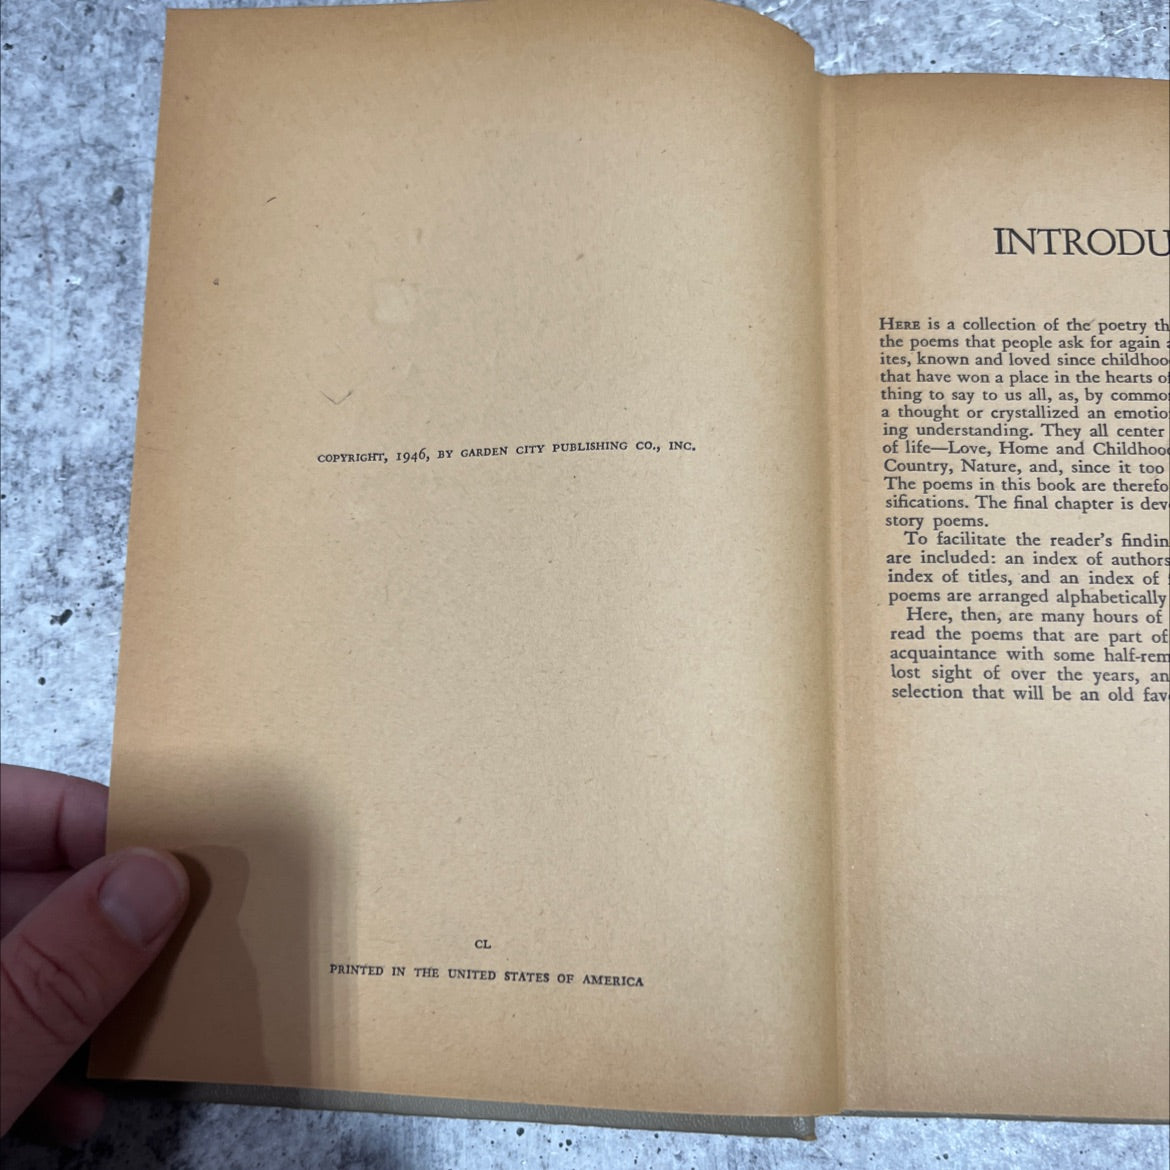 COPYRIGHT, 1946, BY GARDEN CITY PUBLISHING CO., INC.
CL
PRINTED IN THE UNITED STATES OF AMERICA
INTRODU
HERE is a collection of the poetry th
the poems that people ask for again
ites, known and loved since childhoo
that have won a place in the hearts of
thing to say to us all, as, by commo
a thought or crystallized an emotio
ing understanding. They all center
of life—Love, Home and Childhood
Country, Nature, and, since it too
The poems in this book are therefo
sifications. The final chapter is dev
story poems.
To facilitate the reader's findin
are included: an index of authors
index of titles, and an index of
poems are arranged alphabetically
Here, then, are many hours of
read the poems that are part of
acquaintance with some half-rem
lost sight of over the years, an
selection that will be an old fav